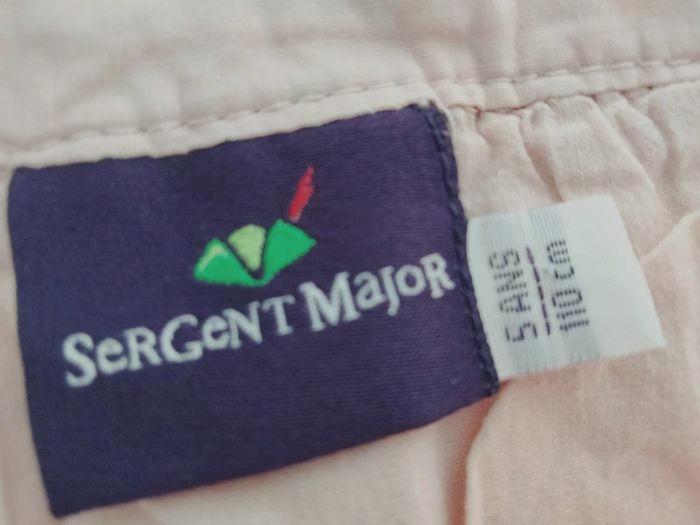 SeRGeNT MaJoR
5 ANS
110 cm